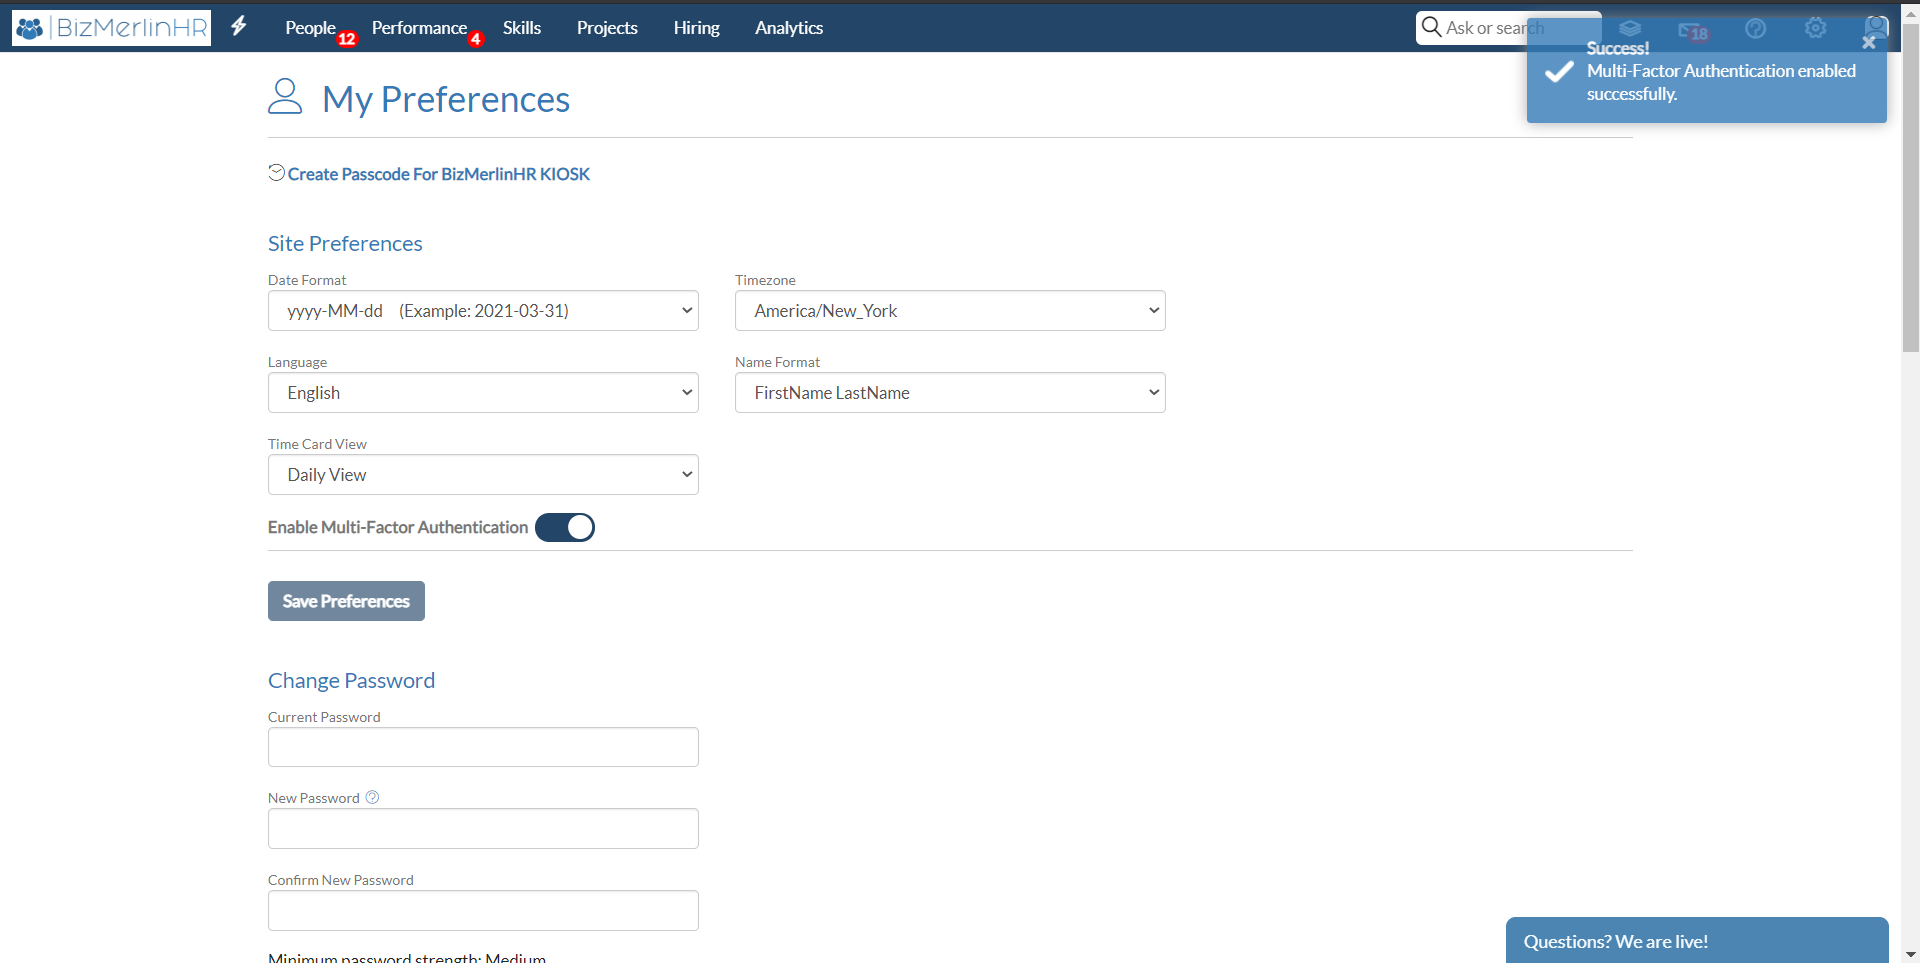 BizMerlinHR
People
12
Performance
4
Skills
Projects
Hiring
Analytics
Ask or search
18
Success!
Multi-Factor Authentication enabled
successfully.
My Preferences
Create Passcode For BizMerlinHR KIOSK
Site Preferences
Date Format
Timezone
yyyy-MM-dd (Example: 2021-03-31)
America/New_York
Language
Name Format
English
FirstName LastName
Time Card View
Daily View
Enable Multi-Factor Authentication
Save Preferences
Change Password
Current Password
New Password
Confirm New Password
Minimum password strength: Medium
Questions? We are live!